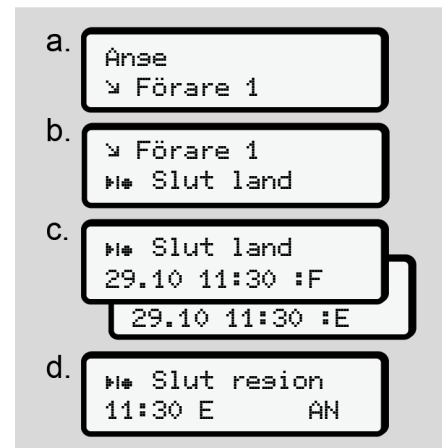 a.
Ange
↘ Förare 1
b.
↘ Förare 1
Slut land
c.
Slut land
29.10 11:30 :F
29.10 11:30 :E
d.
Slut region
11:30 E AN